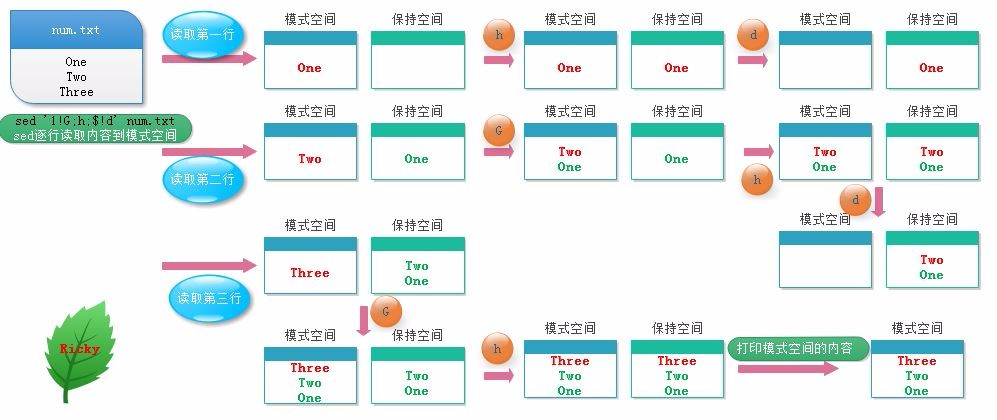 num.txt
One
Two
Three
sed '1!G;h;$!d' num.txt
sed逐行读取内容到模式空间
读取第一行
模式空间
One
保持空间
h
模式空间
One
保持空间
One
d
模式空间
保持空间
One
读取第二行
模式空间
Two
保持空间
One
G
模式空间
Two
One
保持空间
One
h
模式空间
Two
One
保持空间
Two
One
d
模式空间
保持空间
Two
One
读取第三行
模式空间
Three
保持空间
Two
One
G
模式空间
Three
Two
One
保持空间
Two
One
h
模式空间
Three
Two
One
保持空间
Three
Two
One
打印模式空间的内容
模式空间
Three
Two
One
Ricky